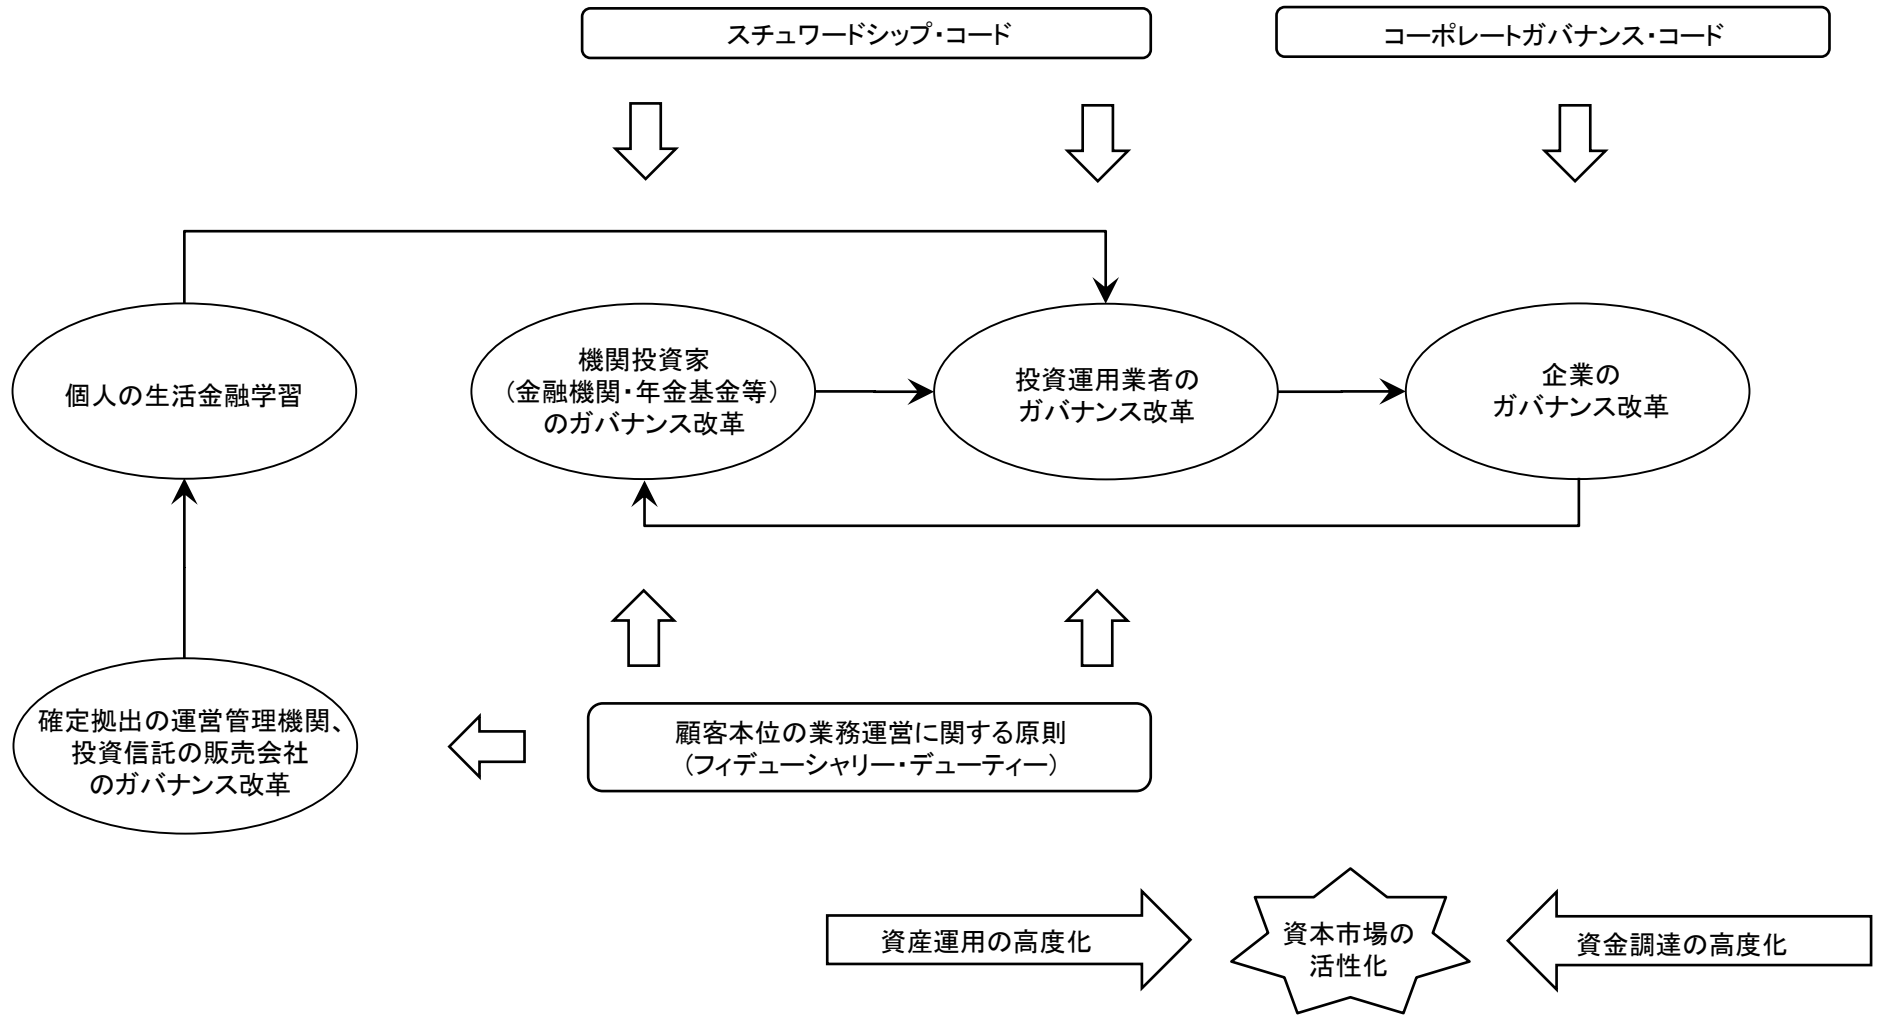 スチュワードシップ・コード
コーポレートガバナンス・コード
個人の生活金融学習
機関投資家
(金融機関・年金基金等)
のガバナンス改革
投資運用業者の
ガバナンス改革
企業の
ガバナンス改革
確定拠出の運営管理機関、
投資信託の販売会社
のガバナンス改革
顧客本位の業務運営に関する原則
(フィデューシャリー・デューティー)
資産運用の高度化
資本市場の
活性化
資金調達の高度化